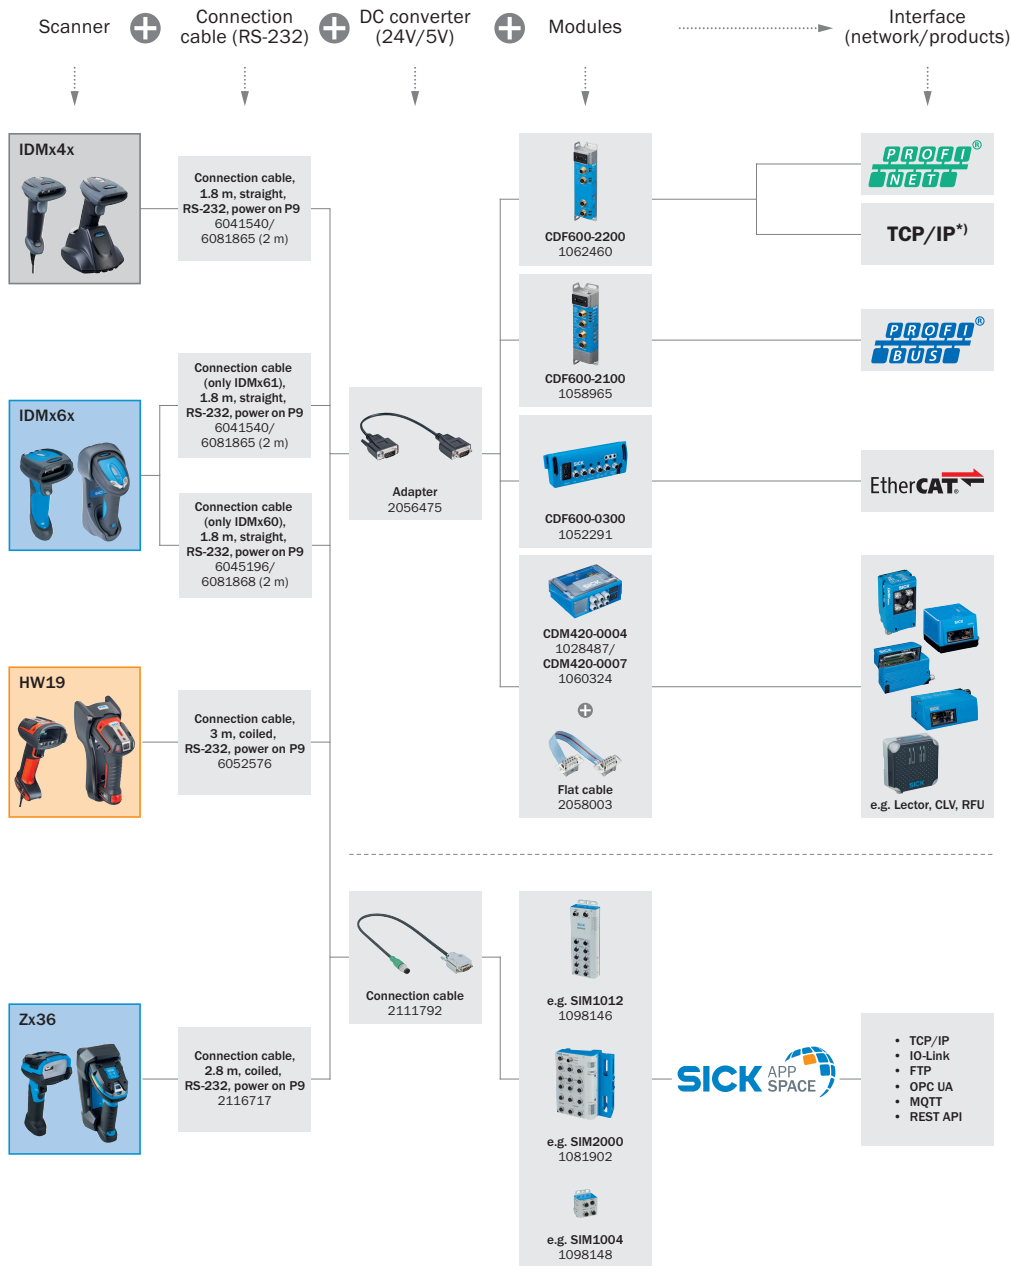 Scanner
Connection
cable (RS-232)
DC converter
(24V/5V)
Modules
Interface
(network/products)
IDMx4x
Connection cable,
1.8 m, straight,
RS-232, power on P9
6041540/
6081865 (2 m)
CDF600-2200
1062460
PROFI®
NET
TCP/IP*)
CDF600-2100
1058965
PROFI®
BUS
IDMx6x
Connection cable
(only IDMx61),
1.8 m, straight,
RS-232, power on P9
6041540/
6081865 (2 m)
Connection cable
(only IDMx60),
1.8 m, straight,
RS-232, power on P9
6045196/
6081868 (2 m)
Adapter
2056475
SICK
CDF600-0300
1052291
EtherCAT®
SICK
CDM420-0004
1028487/
CDM420-0007
1060324
Flat cable
2058003
SICK
SICK
SICK
e.g. Lector, CLV, RFU
HW19
Connection cable,
3 m, coiled,
RS-232, power on P9
6052576
Zx36
Connection cable,
2.8 m, coiled,
RS-232, power on P9
2116717
Connection cable
2111792
SICK
e.g. SIM1012
1098146
e.g. SIM2000
1081902
e.g. SIM1004
1098148
SICK APP
SPACE
• TCP/IP
• IO-Link
• FTP
• OPC UA
• MQTT
• REST API